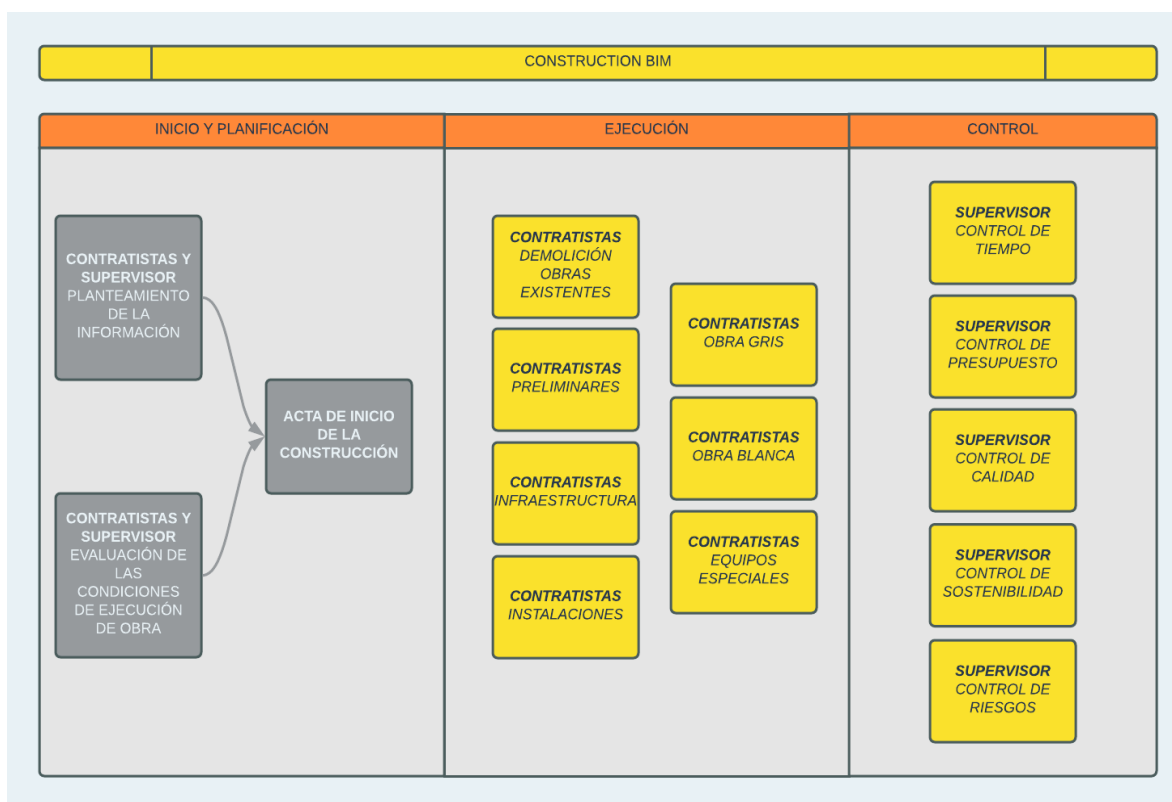 CONSTRUCTION BIM
INICIO Y PLANIFICACIÓN
CONTRATISTAS Y
SUPERVISOR
PLANTEAMIENTO
DE LA
INFORMACIÓN
ACTA DE INICIO
DE LA
CONSTRUCCIÓN
CONTRATISTAS Y
SUPERVISOR
EVALUACIÓN DE
LAS
CONDICIONES
DE EJECUCIÓN
DE OBRA
EJECUCIÓN
CONTRATISTAS
DEMOLICIÓN
OBRAS
EXISTENTES
CONTRATISTAS
PRELIMINARES
CONTRATISTAS
INFRAESTRUCTURA
CONTRATISTAS
INSTALACIONES
CONTRATISTAS
OBRA GRIS
CONTRATISTAS
OBRA BLANCA
CONTRATISTAS
EQUIPOS
ESPECIALES
CONTROL
SUPERVISOR
CONTROL DE
TIEMPO
SUPERVISOR
CONTROL DE
PRESUPUESTO
SUPERVISOR
CONTROL DE
CALIDAD
SUPERVISOR
CONTROL DE
SOSTENIBILIDAD
SUPERVISOR
CONTROL DE
RIESGOS